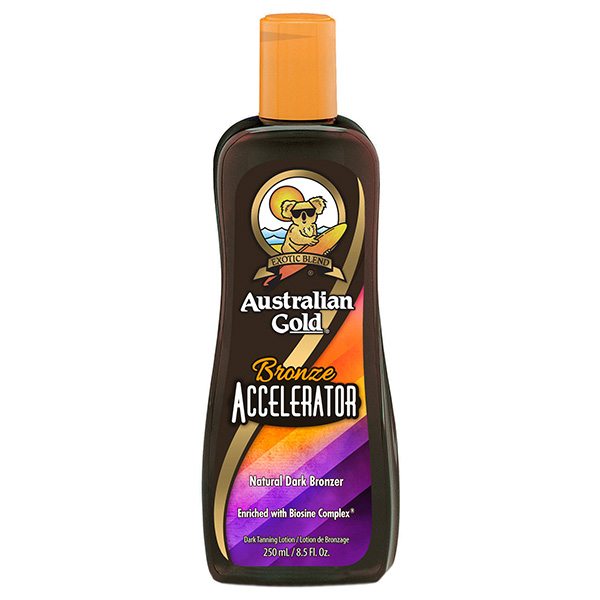 EXOTIC BLEND
®
Australian
Gold®
Bronze
ACCELERATOR
Natural Dark Bronzer
Enriched with Biosine Complex®
Dark Tanning Lotion / Lotion de Bronzage
250 mL / 8.5 Fl. Oz.